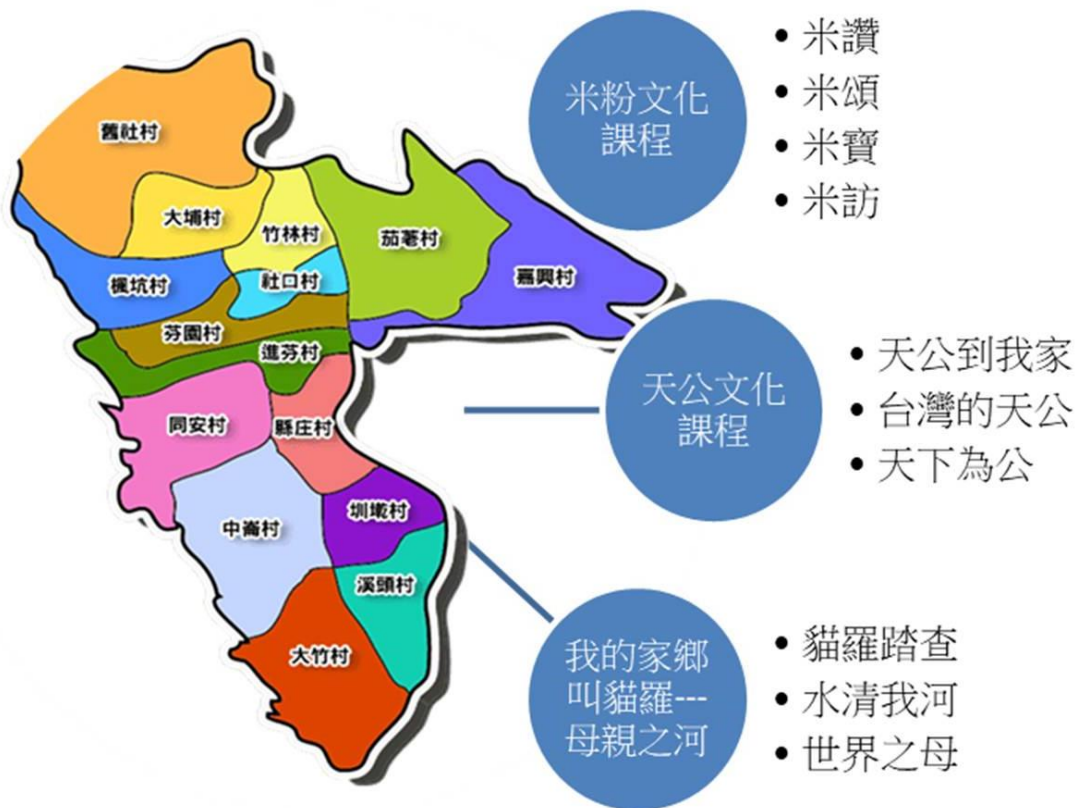 舊社村
大埔村
竹林村
茄荖村
嘉興村
楓坑村
社口村
芬園村
進芬村
同安村
縣庄村
中崙村
圳墘村
溪頭村
大竹村
米粉文化
課程
• 米讚
• 米頌
• 米寶
• 米訪
天公文化
課程
• 天公到我家
• 台灣的天公
• 天下為公
我的家鄉
叫貓羅---
母親之河
• 貓羅踏查
• 水清我河
• 世界之母